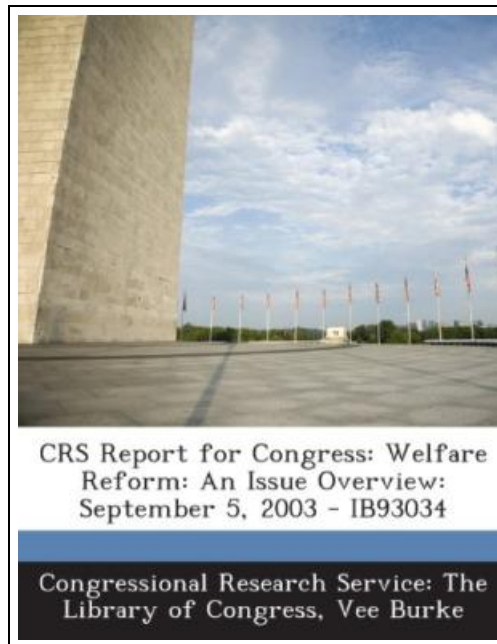 CRS Report for Congress: Welfare
Reform: An Issue Overview:
September 5, 2003 - IB93034
Congressional Research Service: The
Library of Congress, Vee Burke